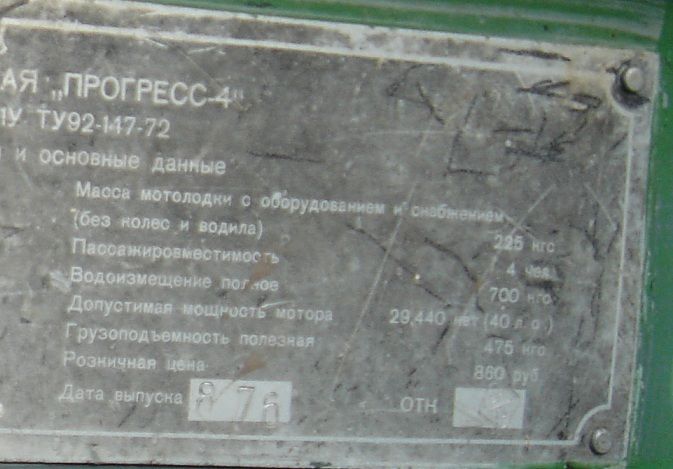 АЯ „ПРОГРЕСС-4"
ТУ92-147-72
и основные данные
Масса мотолодки с оборудованием и снабжением
(без колес и водила) 225 кгс
Пассажировместимость 4 чел.
Водоизмещение полное 700 кгс
Допустимая мощность мотора 29,440 (40 л.с.)
Грузоподъемность полезная 475 кгс
Розничная цена 860 руб
Дата выпуска 8 76 ОТК